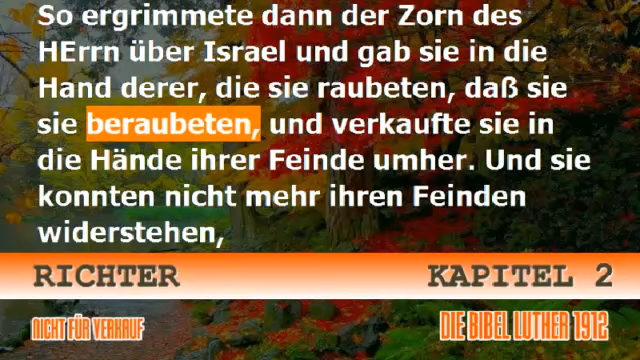 So ergrimmete dann der Zorn des
HErrn über Israel und gab sie in die
Hand derer, die sie raubeten, daß sie
sie beraubeten, und verkaufte sie in
die Hände ihrer Feinde umher. Und sie
konnten nicht mehr ihren Feinden
widerstehen,
RICHTER KAPITEL 2
NICHT FÜR VERKAUF DIE BIBEL LUTHER 1912